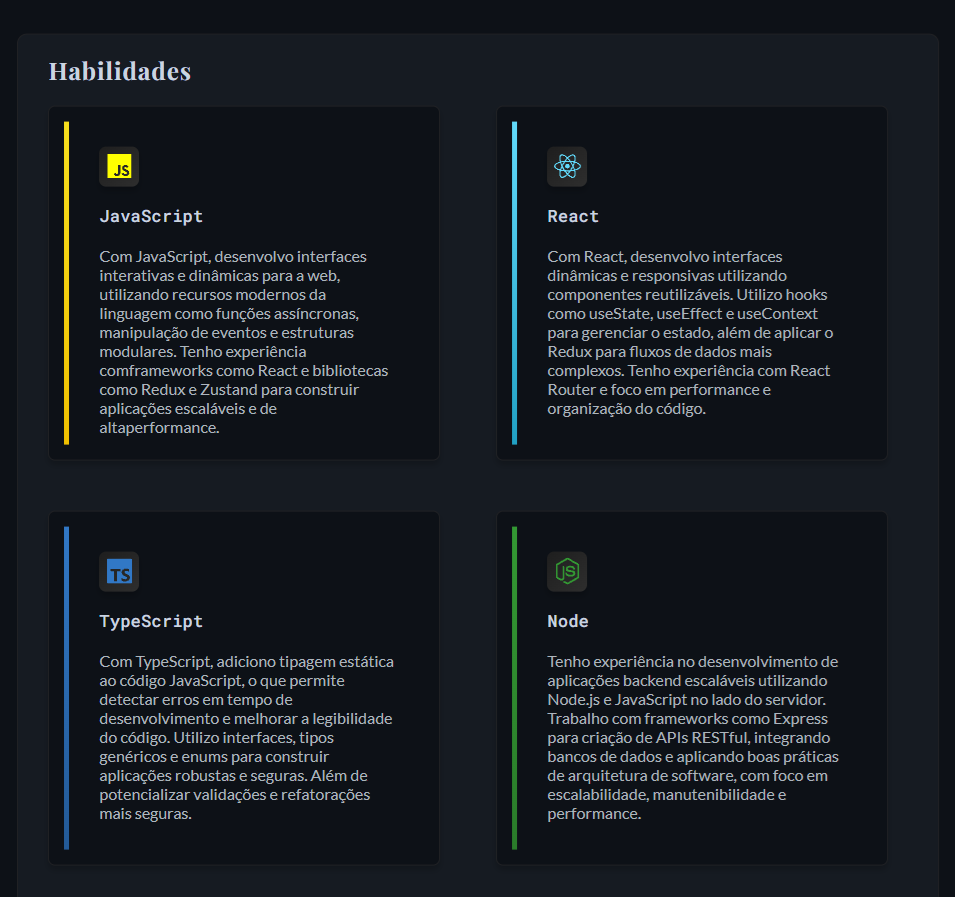 Habilidades
JS
JavaScript
Com JavaScript, desenvolvo interfaces
interativas e dinâmicas para a web,
utilizando recursos modernos da
linguagem como funções assíncronas,
manipulação de eventos e estruturas
modulares. Tenho experiência
comframeworks como React e bibliotecas
como Redux e Zustand para construir
aplicações escaláveis e de
altaperformance.
React
Com React, desenvolvo interfaces
dinâmicas e responsivas utilizando
componentes reutilizáveis. Utilizo hooks
como useState, useEffect e useContext
para gerenciar o estado, além de aplicar o
Redux para fluxos de dados mais
complexos. Tenho experiência com React
Router e foco em performance e
organização do código.
TS
TypeScript
Com TypeScript, adiciono tipagem estática
ao código JavaScript, o que permite
detectar erros em tempo de
desenvolvimento e melhorar a legibilidade
do código. Utilizo interfaces, tipos
genéricos e enums para construir
aplicações robustas e seguras. Além de
potencializar validações e refatorações
mais seguras.
JS
Node
Tenho experiência no desenvolvimento de
aplicações backend escaláveis utilizando
Node.js e JavaScript no lado do servidor.
Trabalho com frameworks como Express
para criação de APIs RESTful, integrando
bancos de dados e aplicando boas práticas
de arquitetura de software, com foco em
escalabilidade, manutenibilidade e
performance.